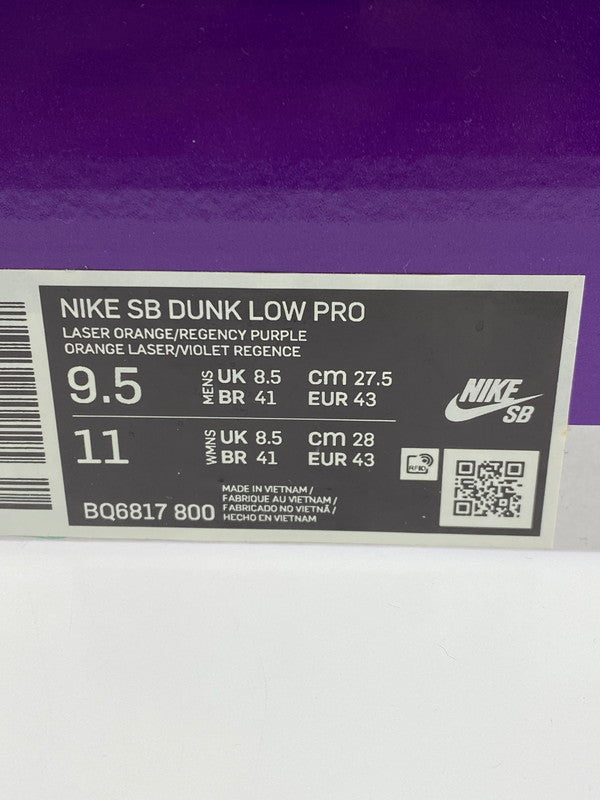 NIKE SB DUNK LOW PRO
LASER ORANGE/REGENCY PURPLE
ORANGE LASER/VIOLET REGENCE
9.5 MENS UK 8.5 cm 27.5
BR 41 EUR 43
NIKE
SB
11 WMNS UK 8.5 cm 28
BR 41 EUR 43
RFID
BQ6817 800
MADE IN VIETNAM /
FABRIQUE AU VIETNAM /
FABRICADO NO VIETNÃ /
HECHO EN VIETNAM